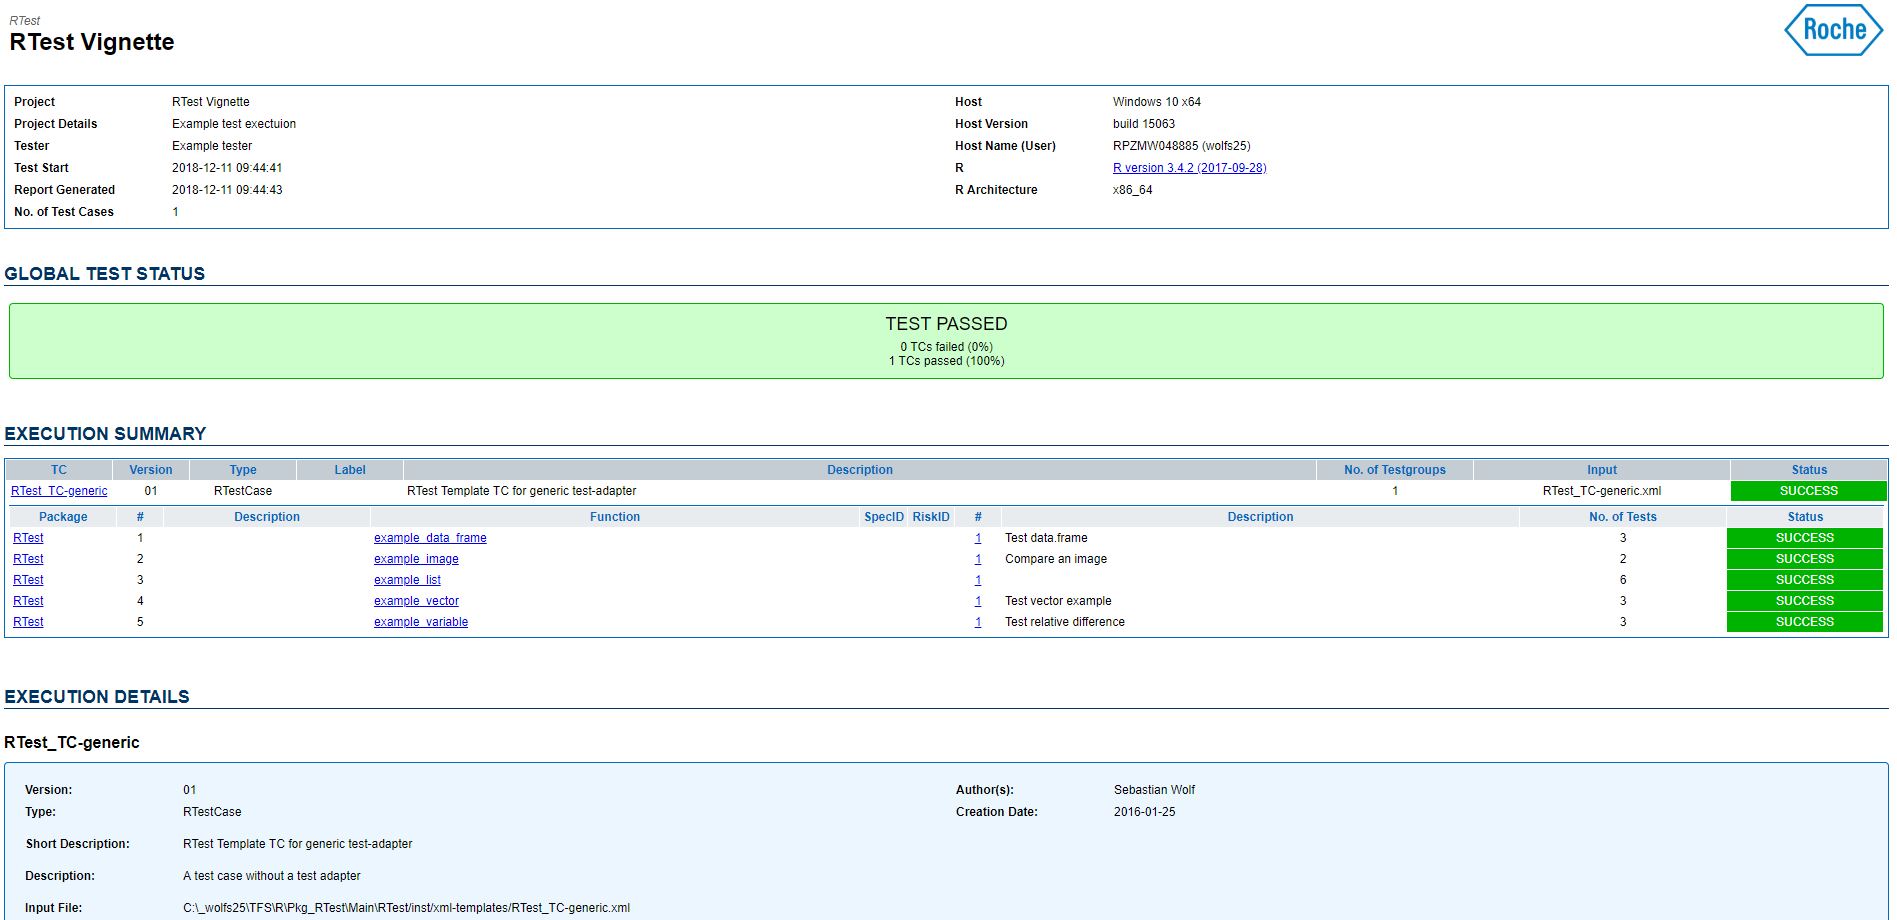 RTest
RTest Vignette
Roche
Project RTest Vignette Host Windows 10 x64
Project Details Example test exectuion Host Version build 15063
Tester Example tester Host Name (User) RPZMW048885 (wolfs25)
Test Start 2018-12-11 09:44:41 R R version 3.4.2 (2017-09-28)
Report Generated 2018-12-11 09:44:43 R Architecture x86_64
No. of Test Cases 1
GLOBAL TEST STATUS
TEST PASSED
0 TCs failed (0%)
1 TCs passed (100%)
EXECUTION SUMMARY
TC Version Type Label Description No. of Testgroups Input Status
RTest_TC-generic 01 RTestCase RTest Template TC for generic test-adapter 1 RTest_TC-generic.xml SUCCESS
Package # Description Function SpecID RiskID # Description No. of Tests Status
RTest 1 example_data_frame 1 Test data.frame 3 SUCCESS
RTest 2 example_image 1 Compare an image 2 SUCCESS
RTest 3 example_list 1 6 SUCCESS
RTest 4 example_vector 1 Test vector example 3 SUCCESS
RTest 5 example_variable 1 Test relative difference 3 SUCCESS
EXECUTION DETAILS
RTest_TC-generic
Version: 01 Author(s): Sebastian Wolf
Type: RTestCase Creation Date: 2016-01-25
Short Description: RTest Template TC for generic test-adapter
Description: A test case without a test adapter
Input File: C:\_wolfs25\TFS\R\Pkg_RTest\Main\RTest/inst/xml-templates/RTest_TC-generic.xml